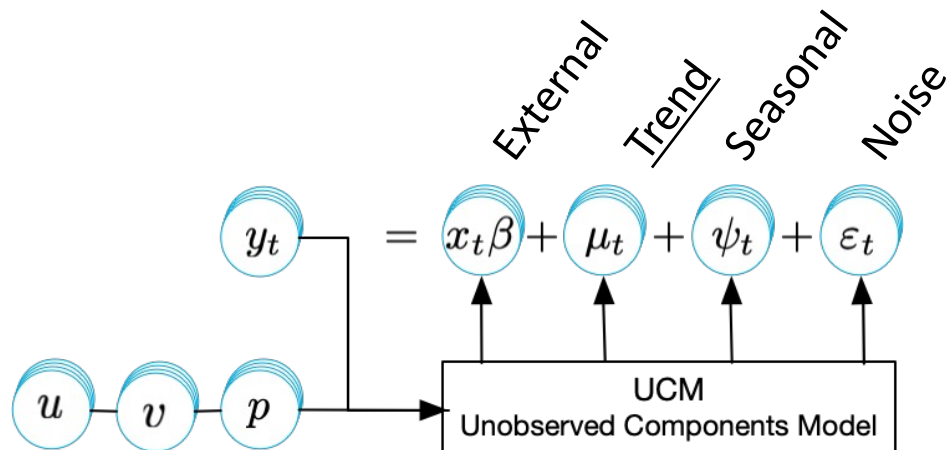 External
Trend
Seasonal
Noise
yₜ = xₜβ + μₜ + ψₜ + εₜ
u v p
UCM
Unobserved Components Model